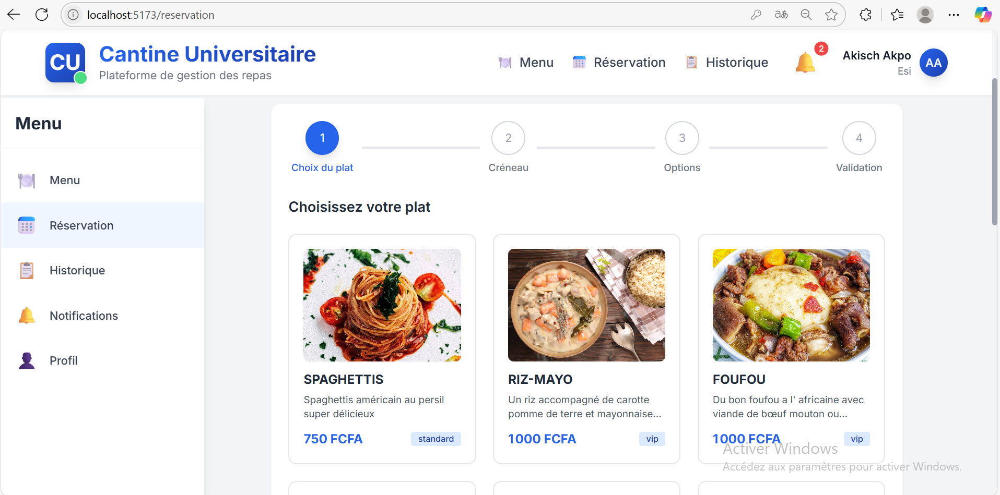 localhost:5173/reservation
CU
Cantine Universitaire
Plateforme de gestion des repas
Menu
Réservation
Historique
2
Akisch Akpo
Esi
AA
Menu
Menu
Réservation
Historique
Notifications
Profil
1
2
3
4
Choix du plat
Créneau
Options
Validation
Choisissez votre plat
SPAGHETTIS
Spaghettis américain au persil
super délicieux
750 FCFA
standard
RIZ-MAYO
Un riz accompagné de carotte
pomme de terre et mayonnaise...
1000 FCFA
vip
FOUFOU
Du bon foufou a l' africaine avec
viande de bœuf mouton ou...
1000 FCFA
vip
Activer Windows
Accédez aux paramètres pour activer Windows.